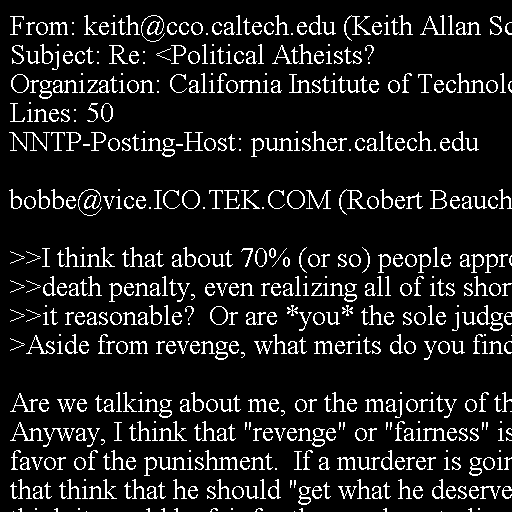 From: keith@cco.caltech.edu (Keith Allan Sc
Subject: Re: <Political Atheists?
Organization: California Institute of Technolo
Lines: 50
NNTP-Posting-Host: punisher.caltech.edu
bobbe@vice.ICO.TEK.COM (Robert Beauch
>>I think that about 70% (or so) people appro
>>death penalty, even realizing all of its shor
>>it reasonable?  Or are *you* the sole judge
>Aside from revenge, what merits do you find
Are we talking about me, or the majority of th
Anyway, I think that "revenge" or "fairness" is
favor of the punishment.  If a murderer is goin
that think that he should "get what he deserve